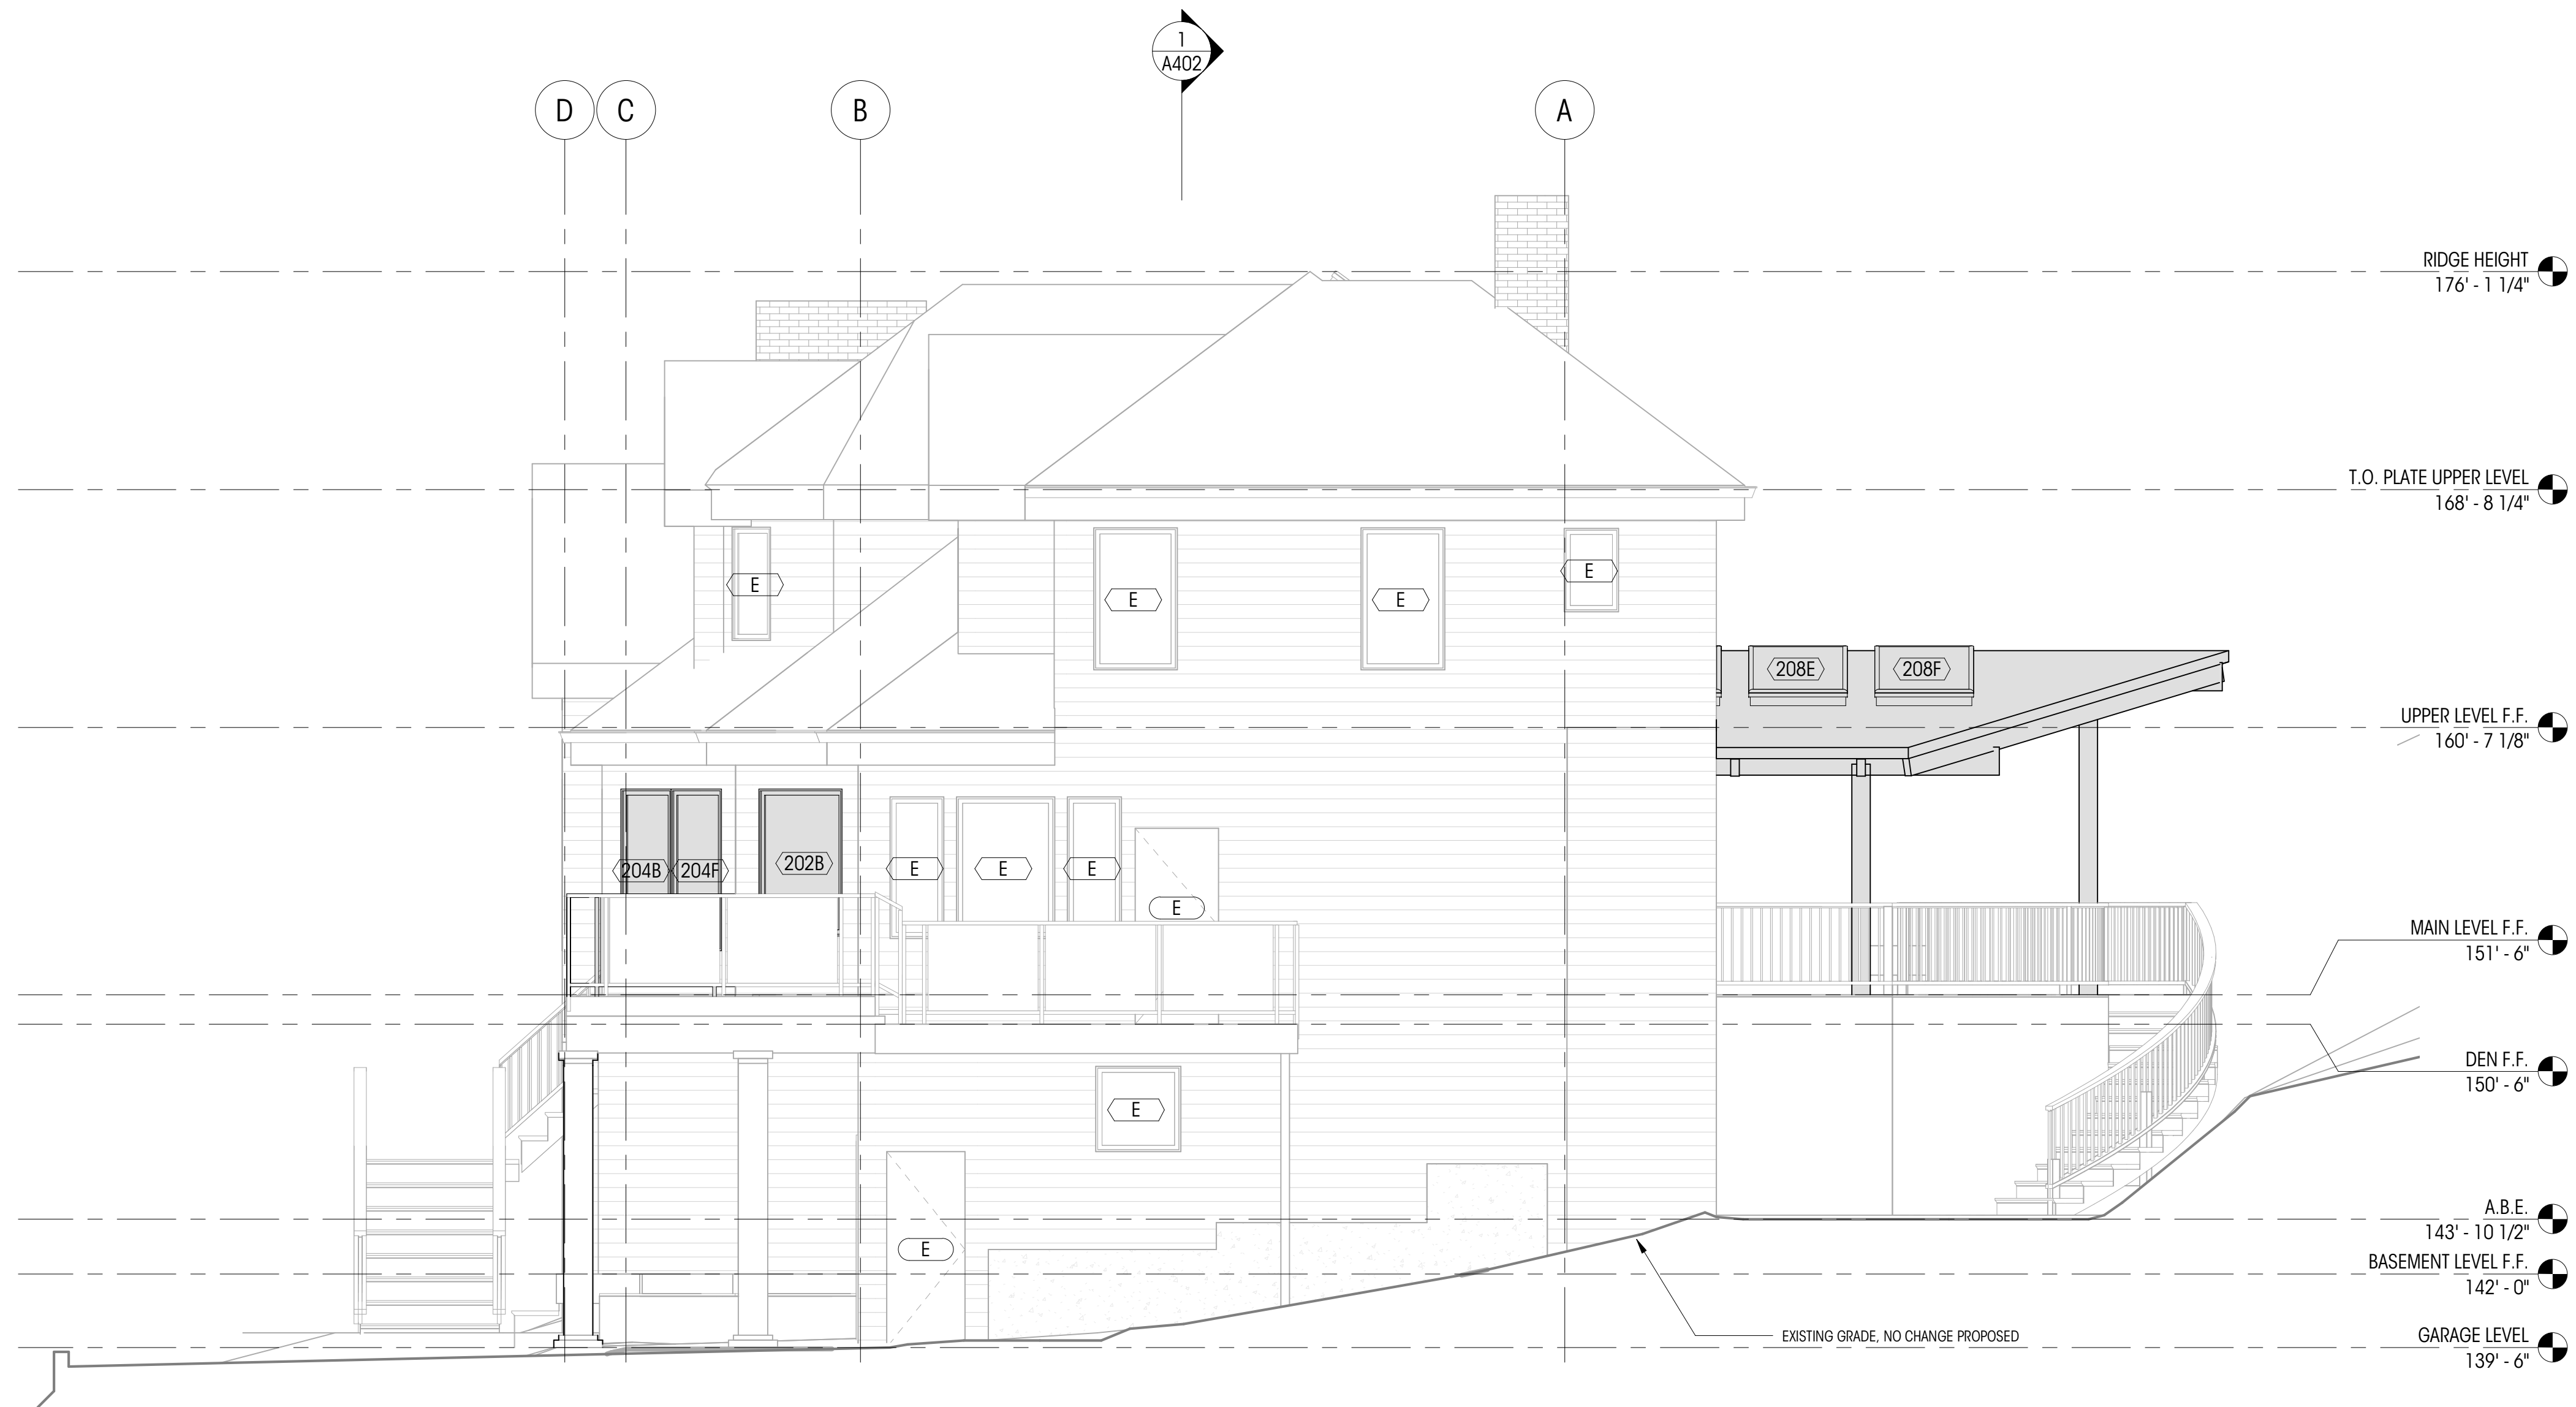 1
A402
D
C
B
A
RIDGE HEIGHT
176' - 1 1/4"
T.O. PLATE UPPER LEVEL
168' - 8 1/4"
E
E
E
E
208E
208F
UPPER LEVEL F.F.
160' - 7 1/8"
204B
204F
202B
E
E
E
E
MAIN LEVEL F.F.
151' - 6"
DEN F.F.
150' - 6"
E
A.B.E.
143' - 10 1/2"
E
BASEMENT LEVEL F.F.
142' - 0"
EXISTING GRADE, NO CHANGE PROPOSED
GARAGE LEVEL
139' - 6"